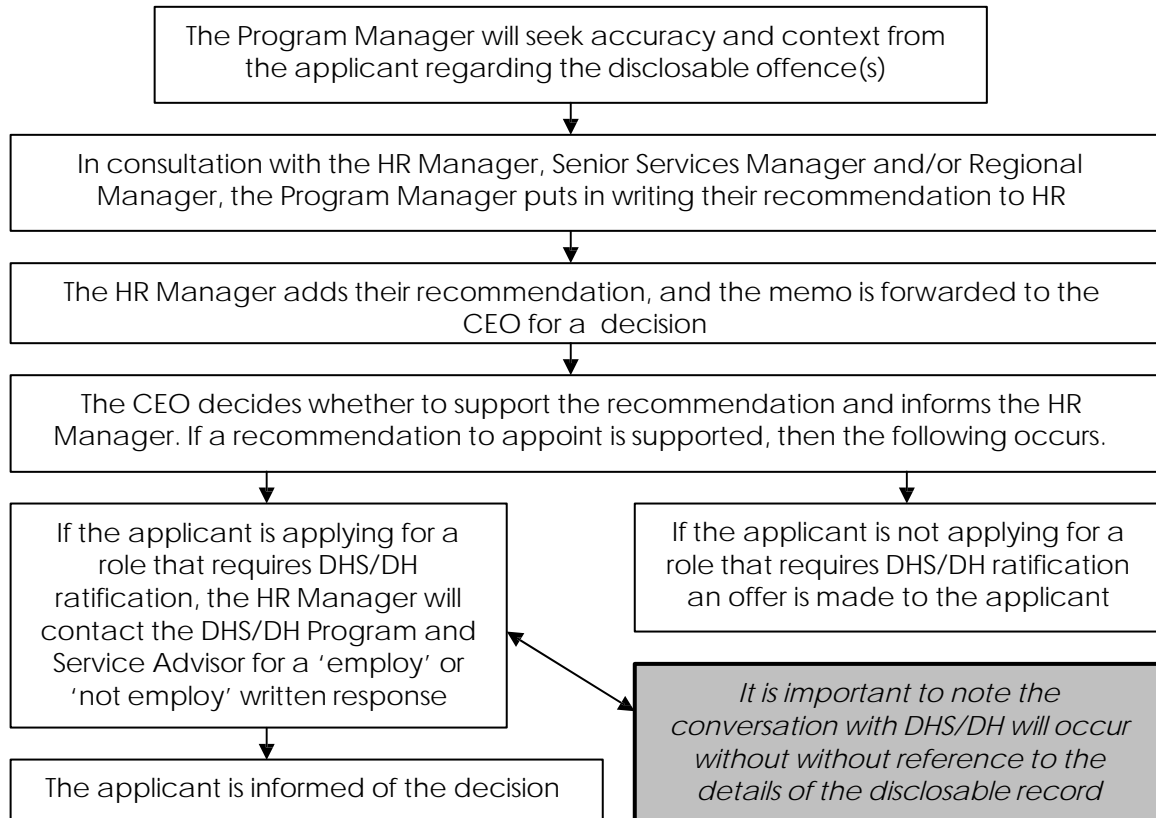 The Program Manager will seek accuracy and context from
the applicant regarding the disclosable offence(s)
In consultation with the HR Manager, Senior Services Manager and/or Regional
Manager, the Program Manager puts in writing their recommendation to HR
The HR Manager adds their recommendation, and the memo is forwarded to the
CEO for a decision
The CEO decides whether to support the recommendation and informs the HR
Manager. If a recommendation to appoint is supported, then the following occurs.
If the applicant is applying for a
role that requires DHS/DH
ratification, the HR Manager will
contact the DHS/DH Program and
Service Advisor for a ‘employ’ or
‘not employ’ written response
If the applicant is not applying for a
role that requires DHS/DH ratification
an offer is made to the applicant
It is important to note the
conversation with DHS/DH will occur
without without reference to the
details of the disclosable record
The applicant is informed of the decision